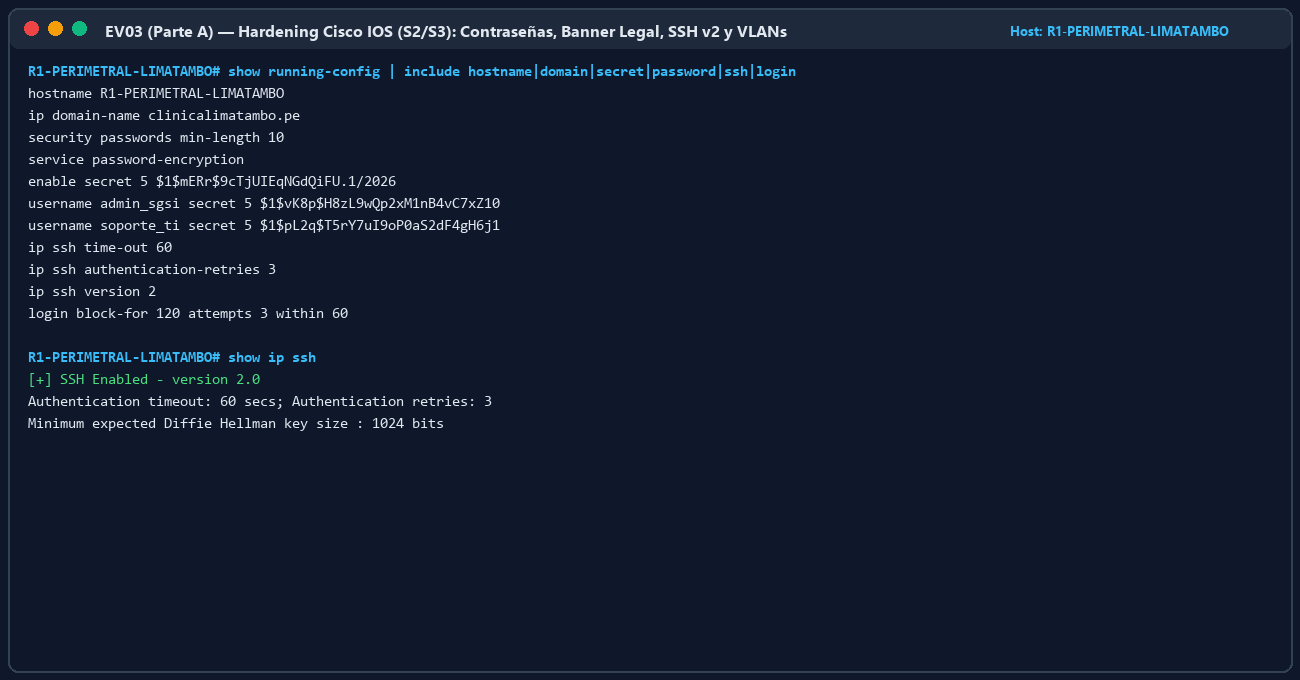 EV03 (Parte A) — Hardening Cisco IOS (S2/S3): Contraseñas, Banner Legal, SSH v2 y VLANs
Host: R1-PERIMETRAL-LIMATAMBO
R1-PERIMETRAL-LIMATAMBO# show running-config | include hostname|domain|secret|password|ssh|login
hostname R1-PERIMETRAL-LIMATAMBO
ip domain-name clinicalimatambo.pe
security passwords min-length 10
service password-encryption
enable secret 5 $1$mERr$9cTjUIEqNGdQiFU.1/2026
username admin_sgsi secret 5 $1$vK8p$H8zL9wQp2xM1nB4vC7xZ10
username soporte_ti secret 5 $1$pL2q$T5rY7uI9oP0aS2dF4gH6j1
ip ssh time-out 60
ip ssh authentication-retries 3
ip ssh version 2
login block-for 120 attempts 3 within 60
R1-PERIMETRAL-LIMATAMBO# show ip ssh
[+] SSH Enabled - version 2.0
Authentication timeout: 60 secs; Authentication retries: 3
Minimum expected Diffie Hellman key size : 1024 bits